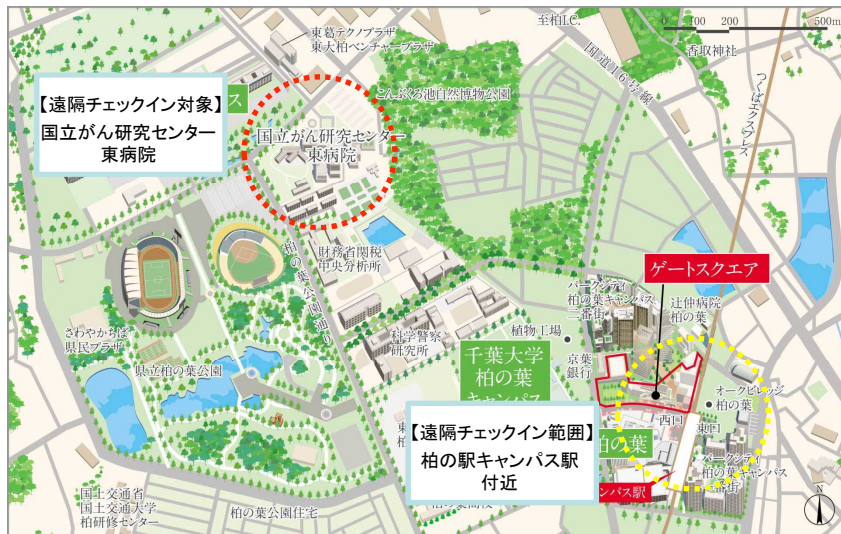 東葛テクノプラザ
東大柏ベンチャープラザ
至柏I.C.
0 100 200 500m
国道16号線
香取神社
つくばエクスプレス
こんぶくろ池自然博物公園
【遠隔チェックイン対象】
国立がん研究センター
東病院
ス
国立がん研究センター
東病院
柏の葉公園通り
財務省関税
中央分析所
ゲートスクエア
パークシティ
柏の葉キャンパス
二番街
辻仲病院
柏の葉
さわやかちば
県民プラザ
県立柏の葉公園
科学警察
研究所
植物工場
京葉
銀行
千葉大学
柏の葉
キャンパス
オークビレッジ
柏の葉
西口
東口
【遠隔チェックイン範囲】
柏の駅キャンパス駅
付近
柏の葉
ンパス駅
パークシティ
柏の葉キャンパス
一番街
国土交通省
国土交通大学
柏研修センター
柏の葉公園住宅
N